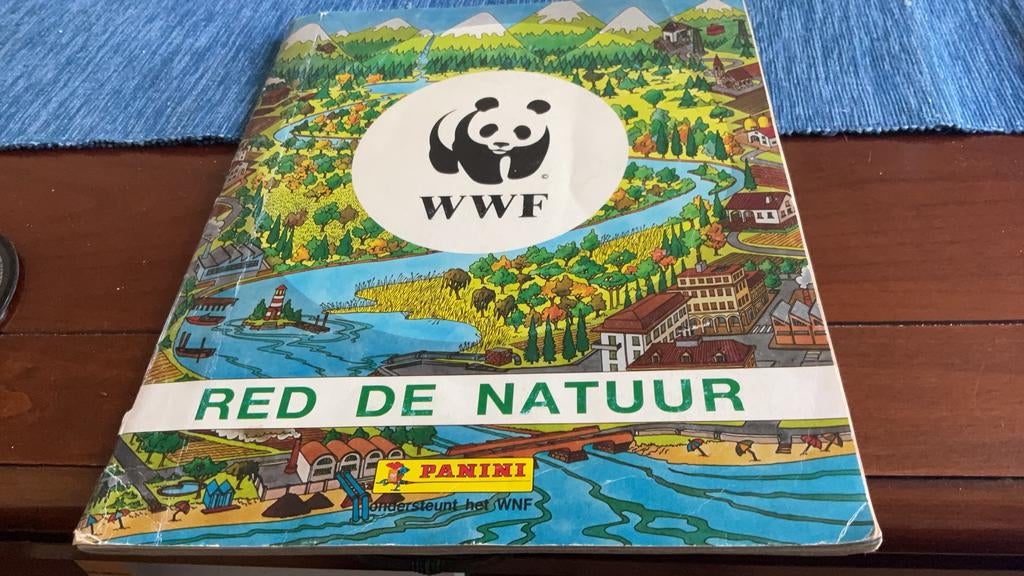 ©
WWF
RED DE NATUUR
PANINI
ondersteunt het WNF